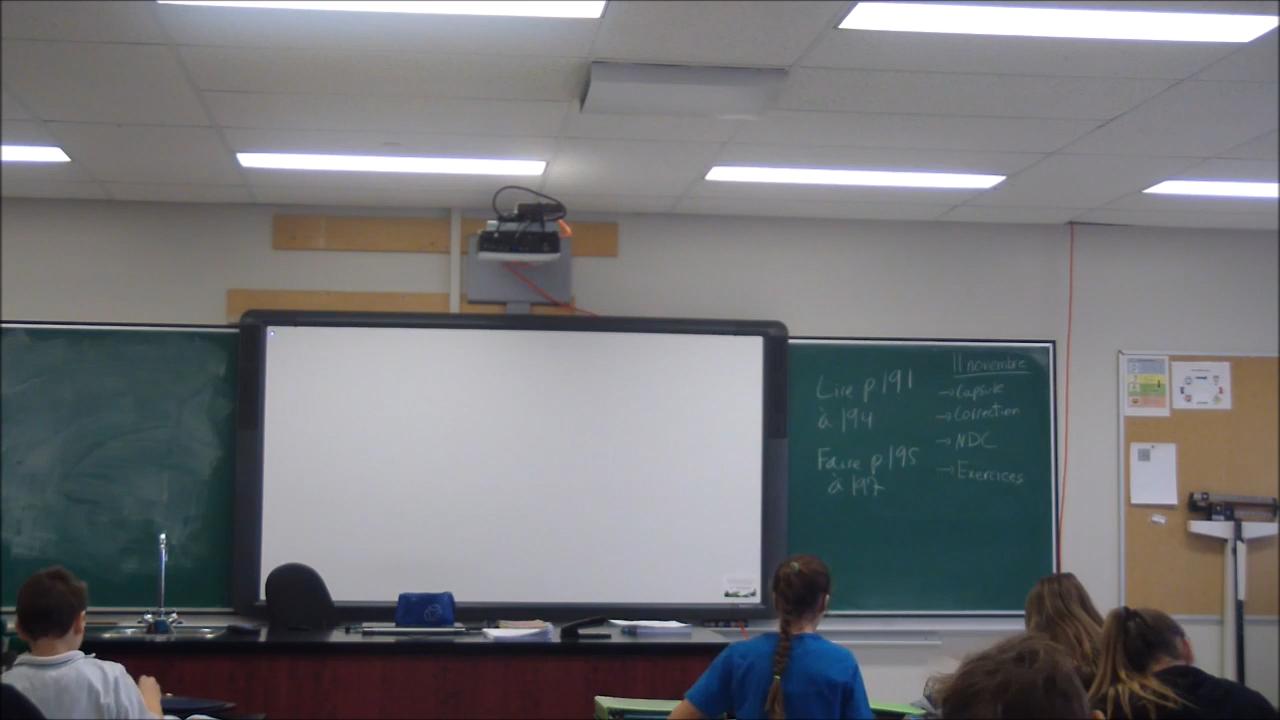 Lire p 191
à 194
Faire p 195
à 197
11 novembre
→ Capsule
→ Correction
→ NDC
→ Exercices